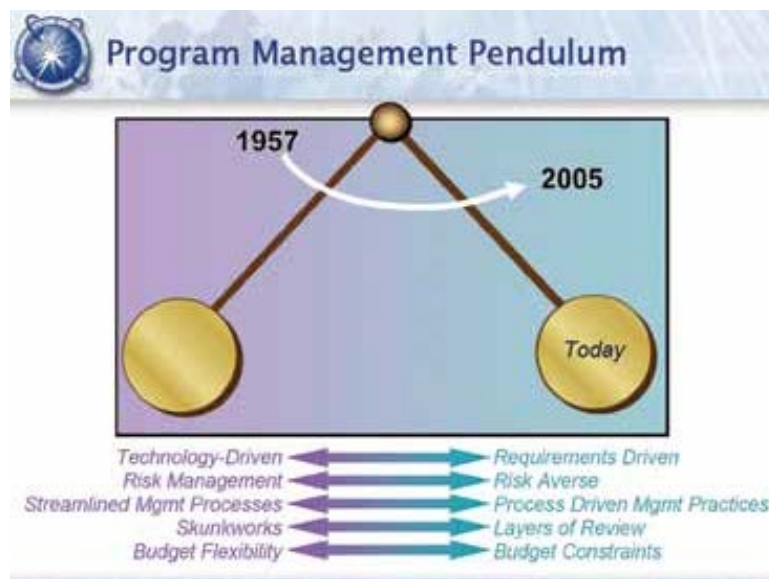 Program Management Pendulum
1957
2005
Today
Technology-Driven Requirements Driven
Risk Management Risk Averse
Streamlined Mgmt Processes Process Driven Mgmt Practices
Skunkworks Layers of Review
Budget Flexibility Budget Constraints